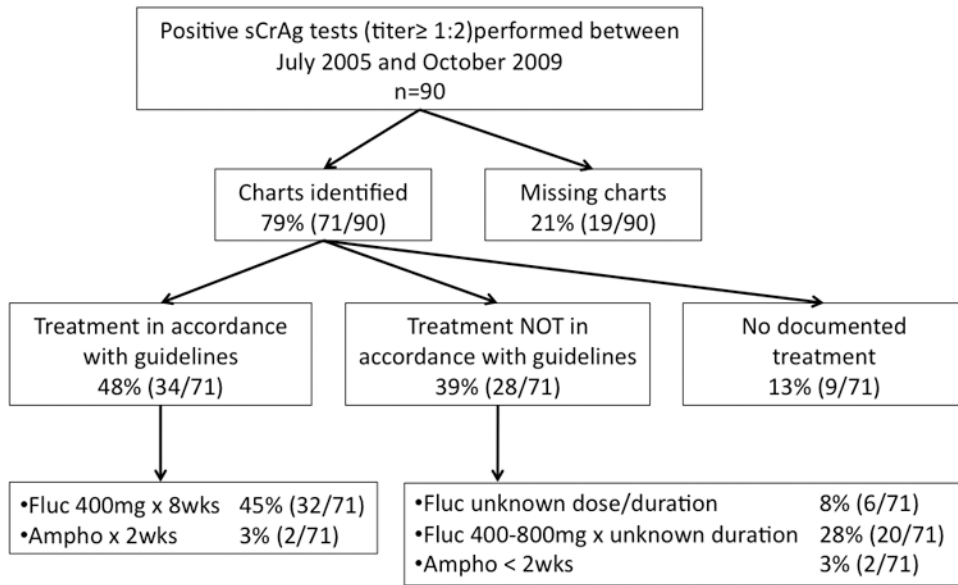 Positive sCrAg tests (titer≥ 1:2)performed between
July 2005 and October 2009
n=90
Charts identified
79% (71/90)
Missing charts
21% (19/90)
Treatment in accordance
with guidelines
48% (34/71)
Treatment NOT in
accordance with guidelines
39% (28/71)
No documented
treatment
13% (9/71)
•Fluc 400mg x 8wks 45% (32/71)
•Ampho x 2wks 3% (2/71)
•Fluc unknown dose/duration 8% (6/71)
•Fluc 400-800mg x unknown duration 28% (20/71)
•Ampho < 2wks 3% (2/71)